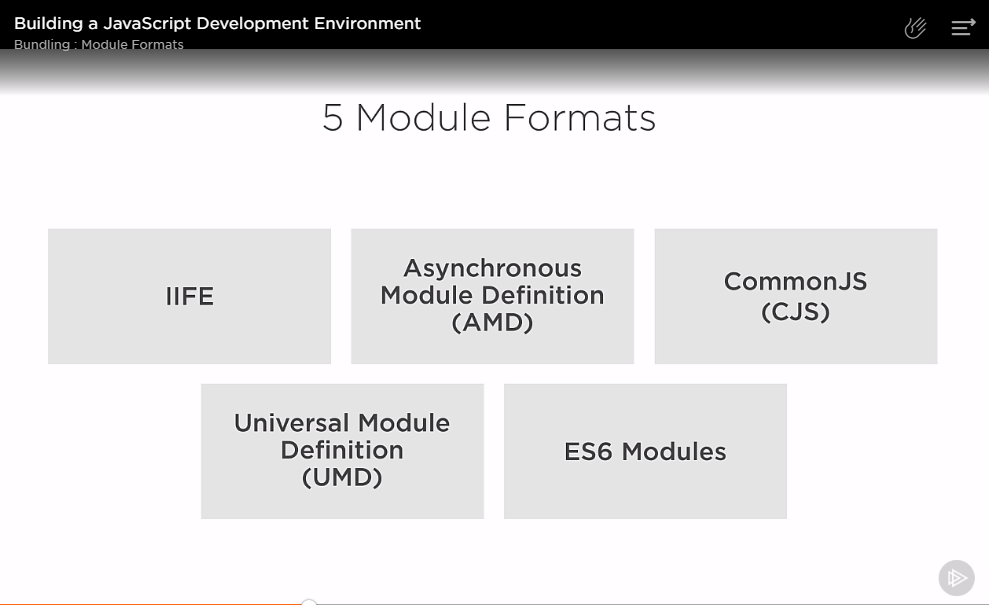 Building a JavaScript Development Environment
Bundling : Module Formats
5 Module Formats
IIFE
Asynchronous
Module Definition
(AMD)
CommonJS
(CJS)
Universal Module
Definition
(UMD)
ES6 Modules